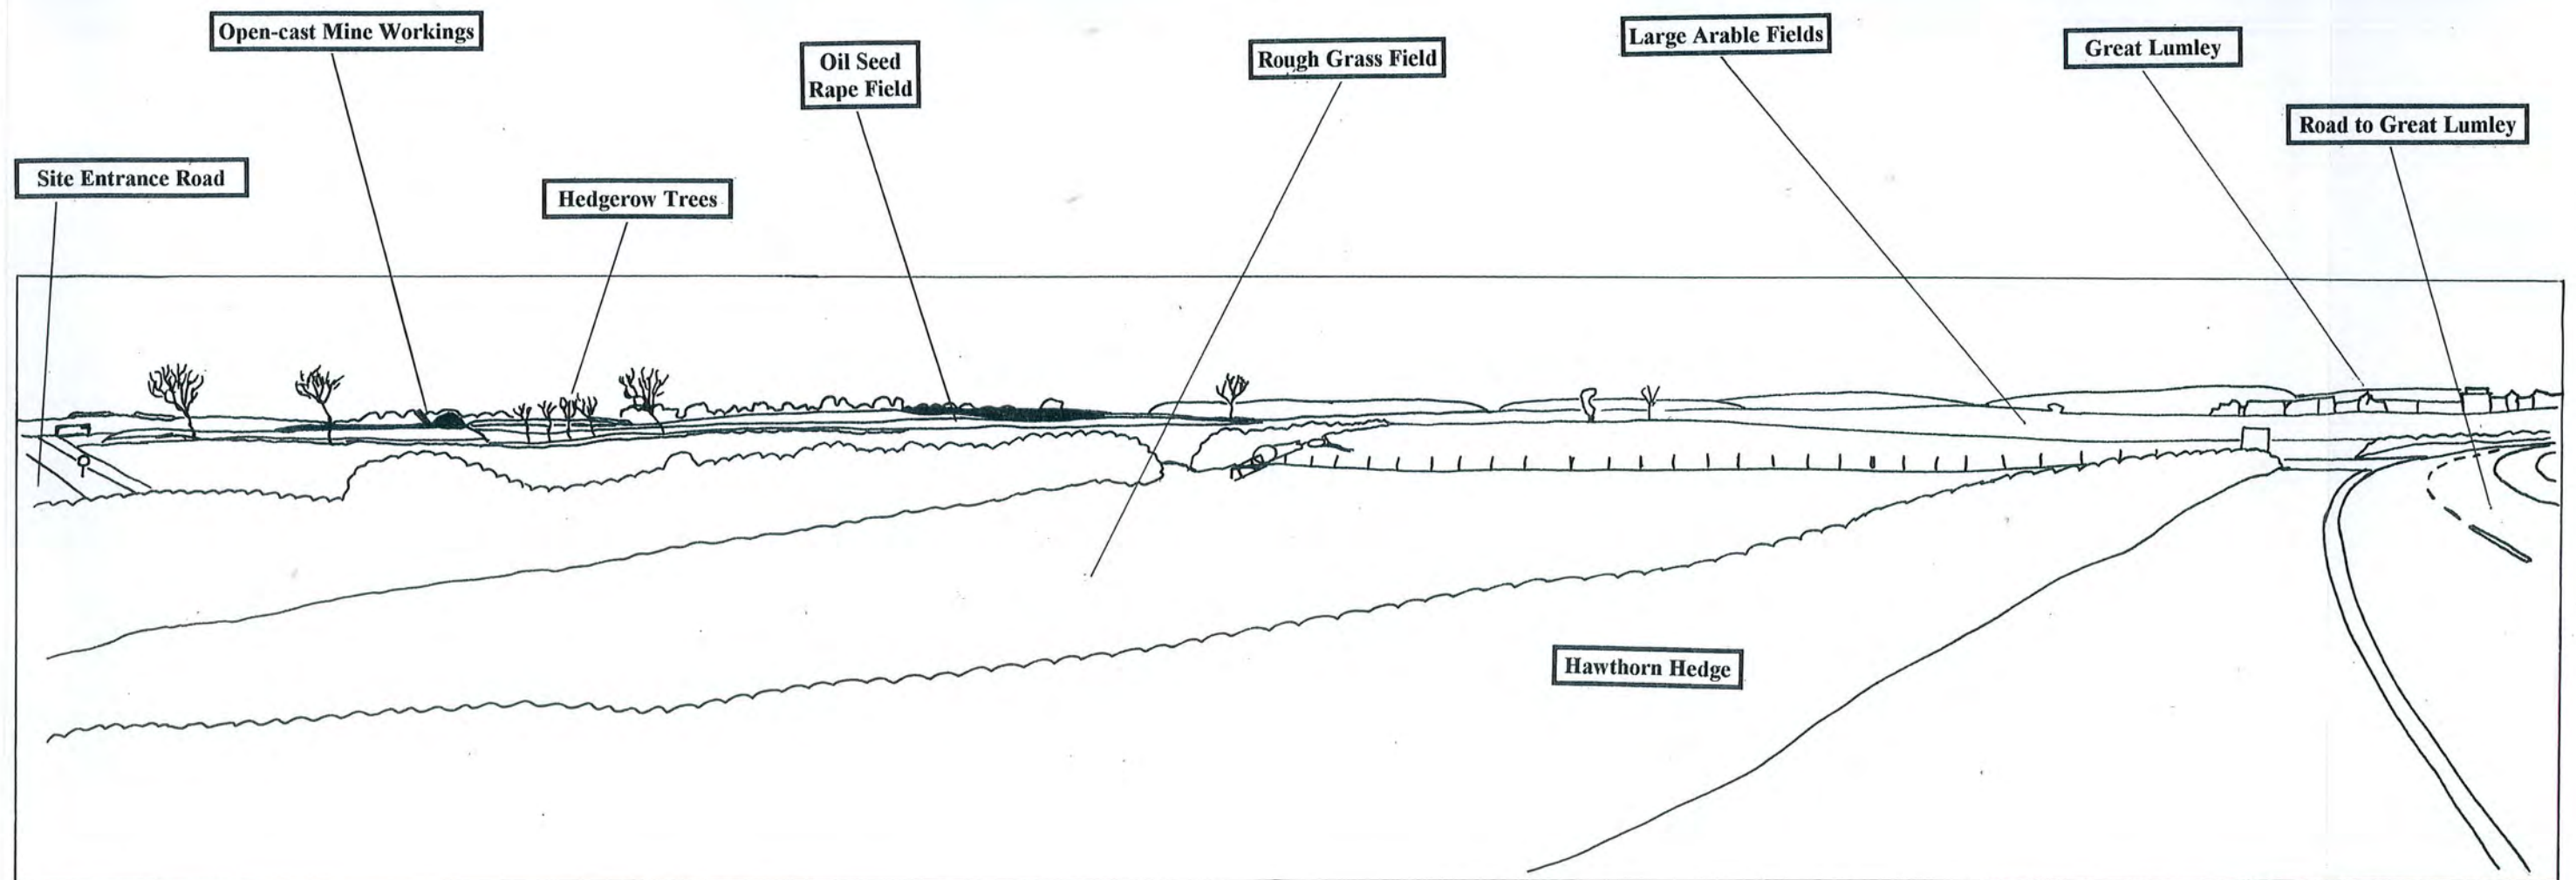 Open-cast Mine Workings
Oil Seed
Rape Field
Rough Grass Field
Large Arable Fields
Great Lumley
Road to Great Lumley
Site Entrance Road
Hedgerow Trees
Hawthorn Hedge